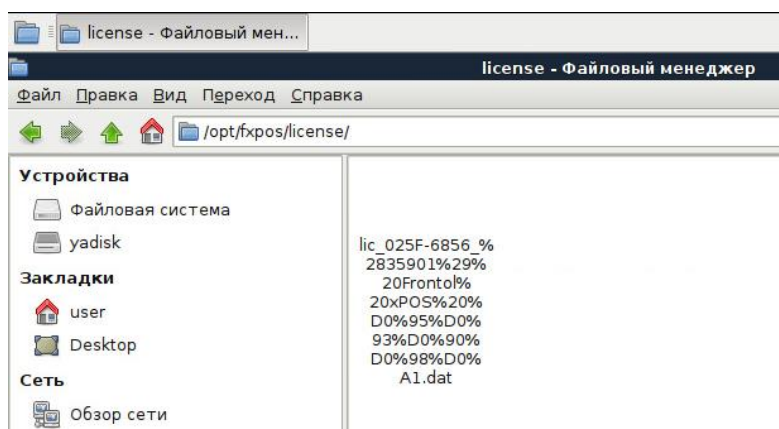 license - Файловый мен...
license - Файловый менеджер
Файл Правка Вид Переход Справка
/opt/fxpos/license/
Устройства
Файловая система
yadisk
Закладки
user
Desktop
Сеть
Обзор сети
lic_025F-6856_%
2835901%29%
20Frontol%
20xPOS%20%
D0%95%D0%
93%D0%90%
D0%98%D0%
A1.dat